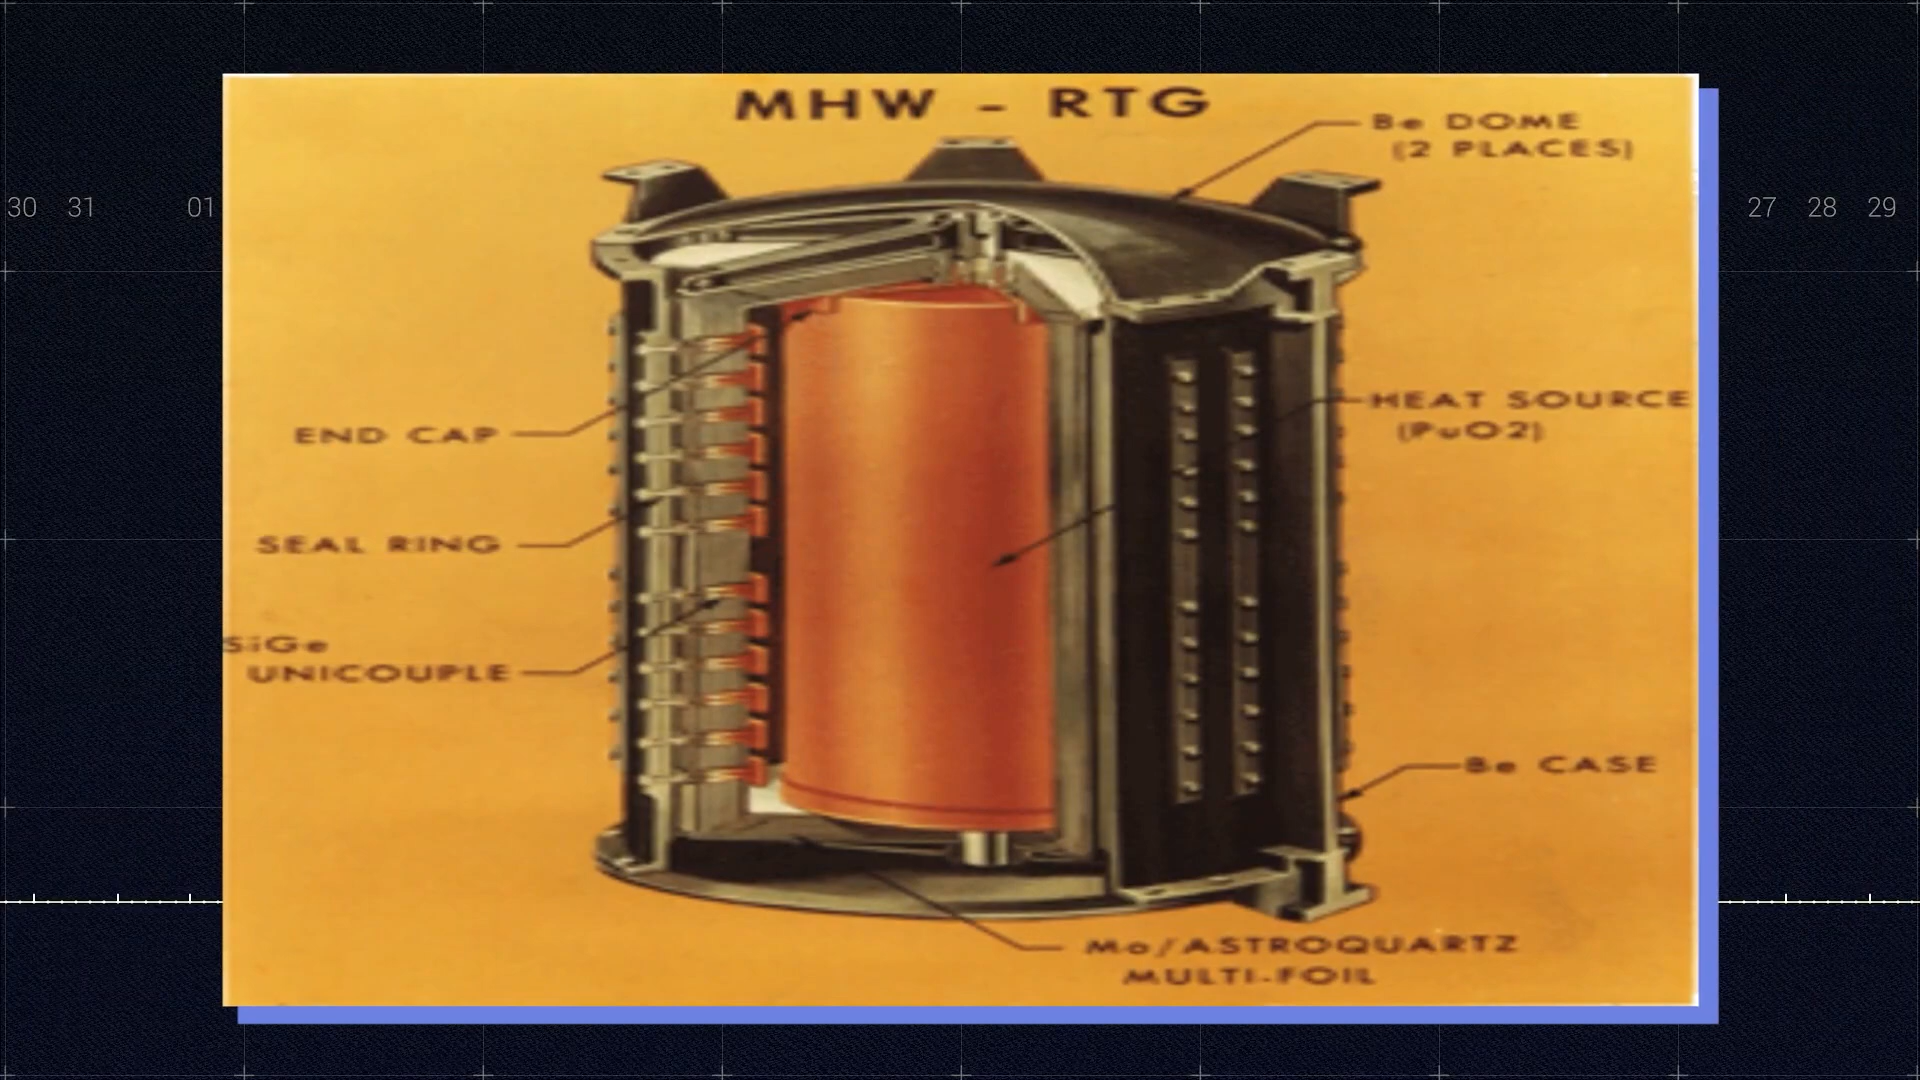 MHW - RTG
Be DOME
(2 PLACES)
30 31 01
27 28 29
HEAT SOURCE
(PuO2)
END CAP
SEAL RING
SiGe
UNICOUPLE
Be CASE
Mo/ASTROQUARTZ
MULTI-FOIL